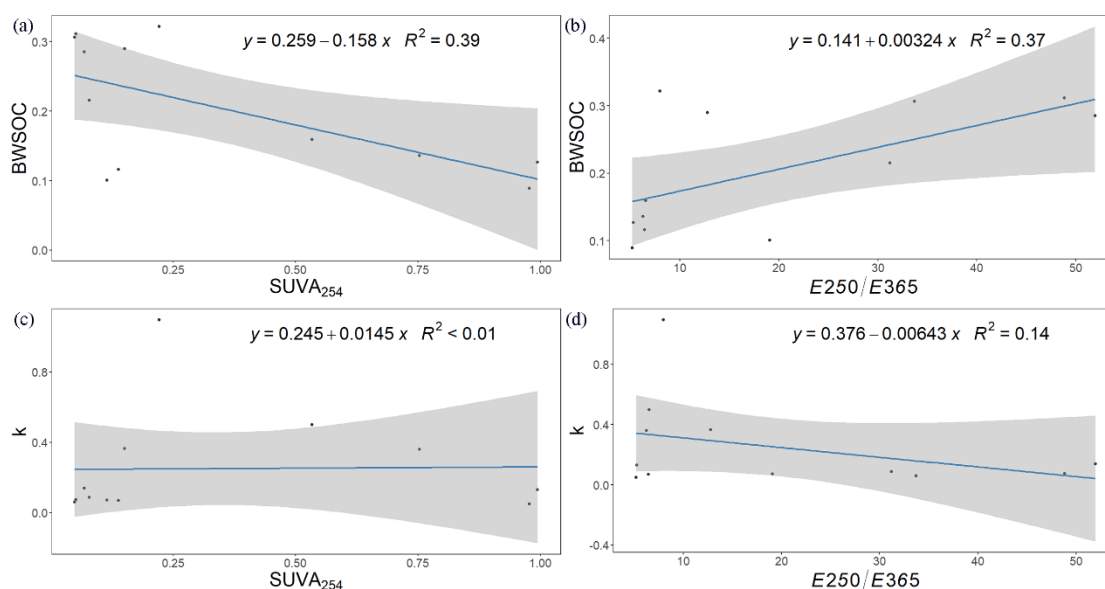 (a)
y = 0.259 − 0.158 x R² = 0.39
BWSOC
0.3
0.2
0.1
0.0
0.25
0.50
0.75
1.00
SUVA₂₅₄
(b)
y = 0.141 + 0.00324 x R² = 0.37
BWSOC
0.4
0.3
0.2
0.1
10
20
30
40
50
E250/E365
(c)
y = 0.245 + 0.0145 x R² < 0.01
k
0.8
0.4
0.0
0.25
0.50
0.75
1.00
SUVA₂₅₄
(d)
y = 0.376 − 0.00643 x R² = 0.14
k
0.8
0.4
0.0
-0.4
10
20
30
40
50
E250/E365